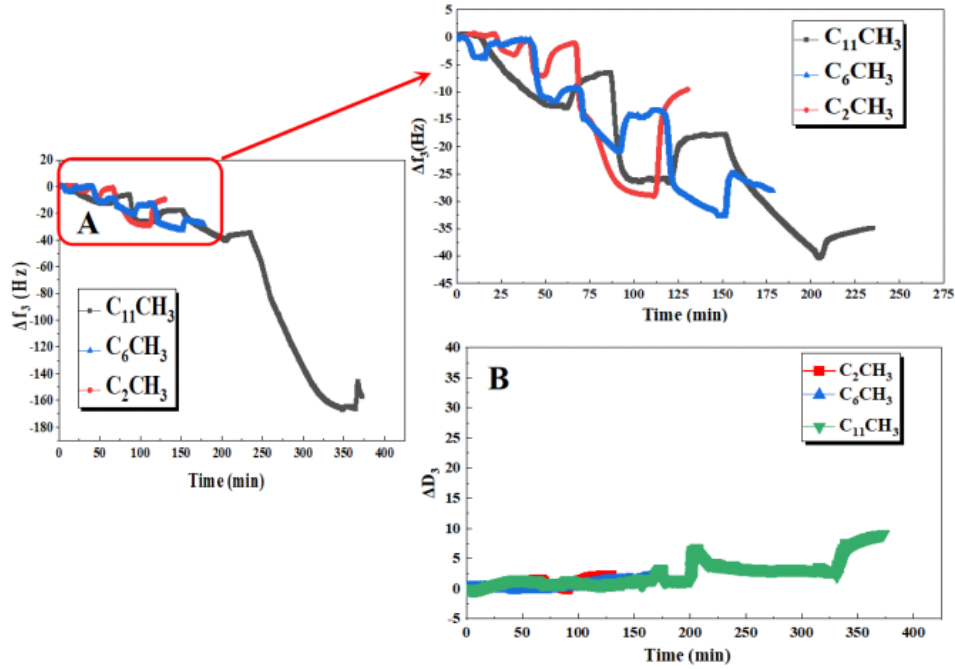 A
20
0
-20
-40
-60
-80
-100
-120
-140
-160
-180
Δf₃ (Hz)
C₁₁CH₃
C₆CH₃
C₂CH₃
0 50 100 150 200 250 300 350 400
Time (min)
5
0
-5
-10
-15
-20
-25
-30
-35
-40
-45
Δf₃(Hz)
C₁₁CH₃
C₆CH₃
C₂CH₃
0 25 50 75 100 125 150 175 200 225 250 275
Time (min)
B
40
35
30
25
20
15
10
5
0
-5
ΔD₃
C₂CH₃
C₆CH₃
C₁₁CH₃
0 50 100 150 200 250 300 350 400
Time (min)